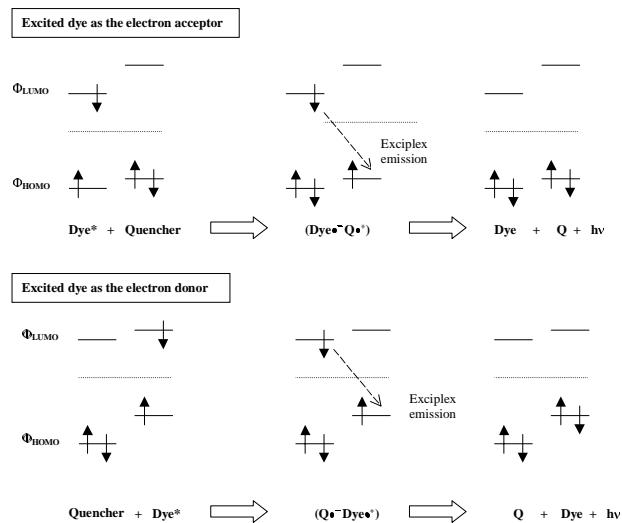 Excited dye as the electron acceptor
ΦLUMO
Exciplex
emission
ΦHOMO
Dye* + Quencher
(Dye●⁻Q●⁺)
Dye + Q + hν
Excited dye as the electron donor
ΦLUMO
Exciplex
emission
ΦHOMO
Quencher + Dye*
(Q●⁻Dye●⁺)
Q + Dye + hν